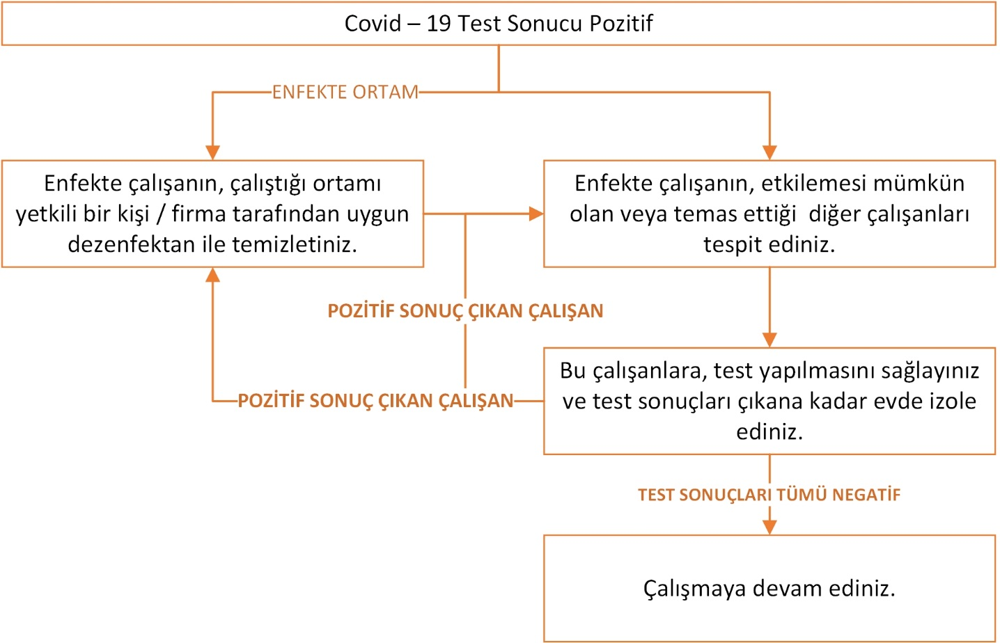 Covid – 19 Test Sonucu Pozitif
ENFEKTE ORTAM
Enfekte çalışanın, çalıştığı ortamı
yetkili bir kişi / firma tarafından uygun
dezenfektan ile temizletiniz.
Enfekte çalışanın, etkilemesi mümkün
olan veya temas ettiği  diğer çalışanları
tespit ediniz.
POZİTİF SONUÇ ÇIKAN ÇALIŞAN
POZİTİF SONUÇ ÇIKAN ÇALIŞAN
Bu çalışanlara, test yapılmasını sağlayınız
ve test sonuçları çıkana kadar evde izole
ediniz.
TEST SONUÇLARI TÜMÜ NEGATİF
Çalışmaya devam ediniz.